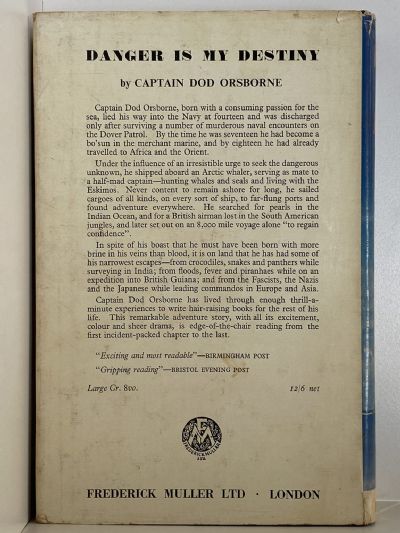 DANGER IS MY DESTINY
by CAPTAIN DOD ORSBORNE
Captain Dod Orsborne, born with a consuming passion for the
sea, lied his way into the Navy at fourteen and was discharged
only after surviving a number of murderous naval encounters on
the Dover Patrol. By the time he was seventeen he had become a
bo'sun in the merchant marine, and by eighteen he had already
travelled to Africa and the Orient.
Under the influence of an irresistible urge to seek the dangerous
unknown, he shipped aboard an Arctic whaler, serving as mate to
a half-mad captain—hunting whales and seals and living with the
Eskimos. Never content to remain ashore for long, he sailed
cargoes of all kinds, on every sort of ship, to far-flung ports and
found adventure everywhere. He searched for pearls in the
Indian Ocean, and for a British airman lost in the South American
jungles, and later set out on an 8,000 mile voyage alone "to regain
confidence".
In spite of his boast that he must have been born with more
brine in his veins than blood, it is on land that he has had some of
his narrowest escapes—from crocodiles, snakes and panthers while
surveying in India; from floods, fever and piranhaes while on an
expedition into British Guiana; and from the Fascists, the Nazis
and the Japanese while leading commandos in Europe and Asia.
Captain Dod Orsborne has lived through enough thrill-a-
minute experiences to write hair-raising books for the rest of his
life. This remarkable adventure story, with all its excitement,
colour and sheer drama, is edge-of-the-chair reading from the
first incident-packed chapter to the last.
"Exciting and most readable"—BIRMINGHAM POST
"Gripping reading"—BRISTOL EVENING POST
Large Cr. 8vo. 12/6 net
FREDERICK MULLER
LTD
FREDERICK MULLER LTD · LONDON